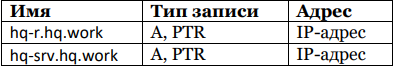 Имя Тип записи Адрес
hq-r.hq.work A, PTR IP-адрес
hq-srv.hq.work A, PTR IP-адрес